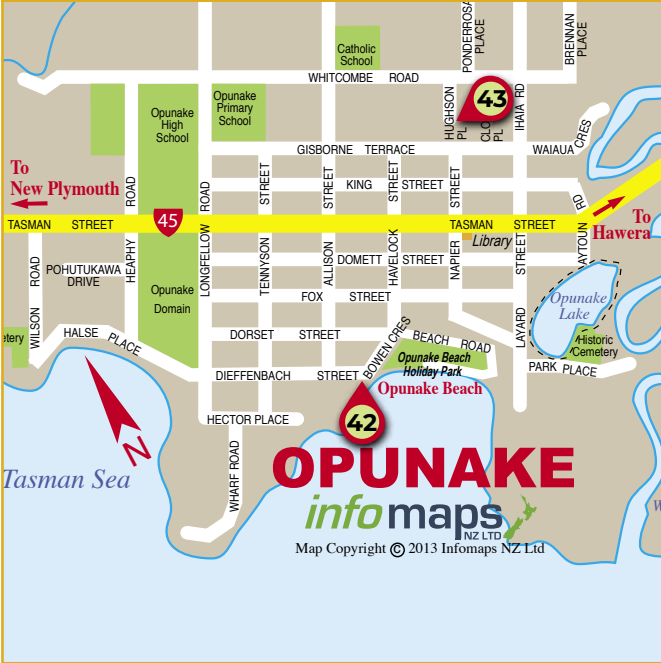 PONDEROSA
PLACE
BRENNAN
PLACE
Catholic
School
WHITCOMBE ROAD
Opunake
Primary
School
Opunake
High
School
HUGHSON
PL
43
CLO
PL
IHAIA RD
GISBORNE TERRACE
WAIAUA CRES
To
New Plymouth
HEAPHY ROAD
LONGFELLOW ROAD
TENNYSON STREET
ALLISON STREET
HAVELOCK STREET
NAPIER STREET
KING STREET
TASMAN STREET
45
TASMAN STREET
Library
To
Hawera
AYTOUN RD
LAYARD STREET
WILSON ROAD
POHUTUKAWA
DRIVE
DOMETT STREET
Opunake
Domain
FOX STREET
Opunake
Lake
etery
HALSE PLACE
DORSET STREET
BOWEN CRES
BEACH ROAD
Historic
Cemetery
Opunake Beach
Holiday Park
PARK PLACE
DIEFFENBACH STREET
Opunake Beach
42
HECTOR PLACE
WHARF ROAD
N
Tasman Sea
OPUNAKE
infomaps
NZ LTD
Map Copyright © 2013 Infomaps NZ Ltd
W